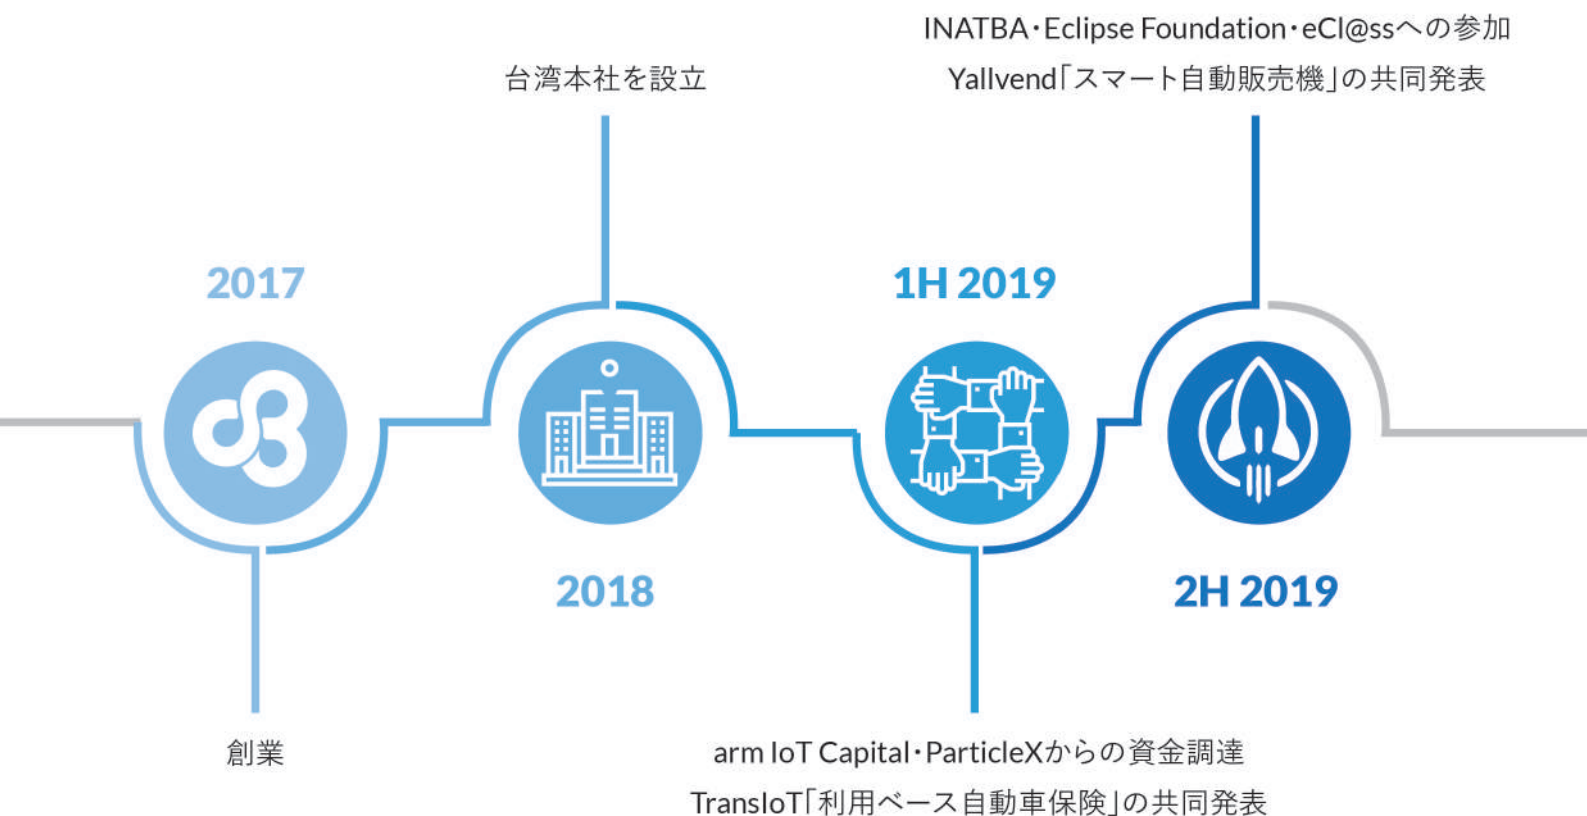 INATBA・Eclipse Foundation・eCl@ssへの参加
台湾本社を設立
Yallvend「スマート自動販売機」の共同発表
2017
1H 2019
2018
2H 2019
創業
arm IoT Capital・ParticleXからの資金調達
TransIoT「利用ベース自動車保険」の共同発表